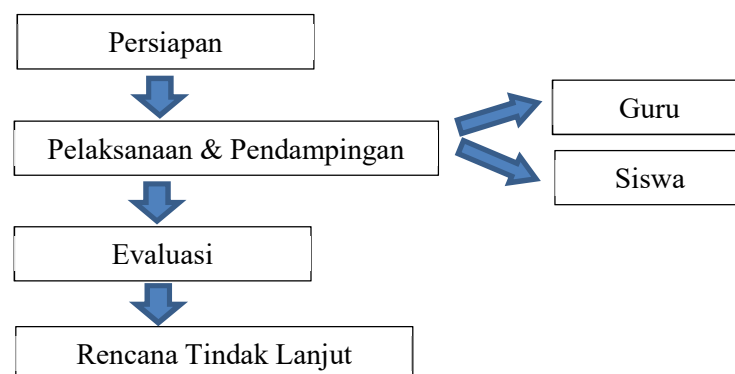 Persiapan
Pelaksanaan & Pendampingan
Guru
Siswa
Evaluasi
Rencana Tindak Lanjut